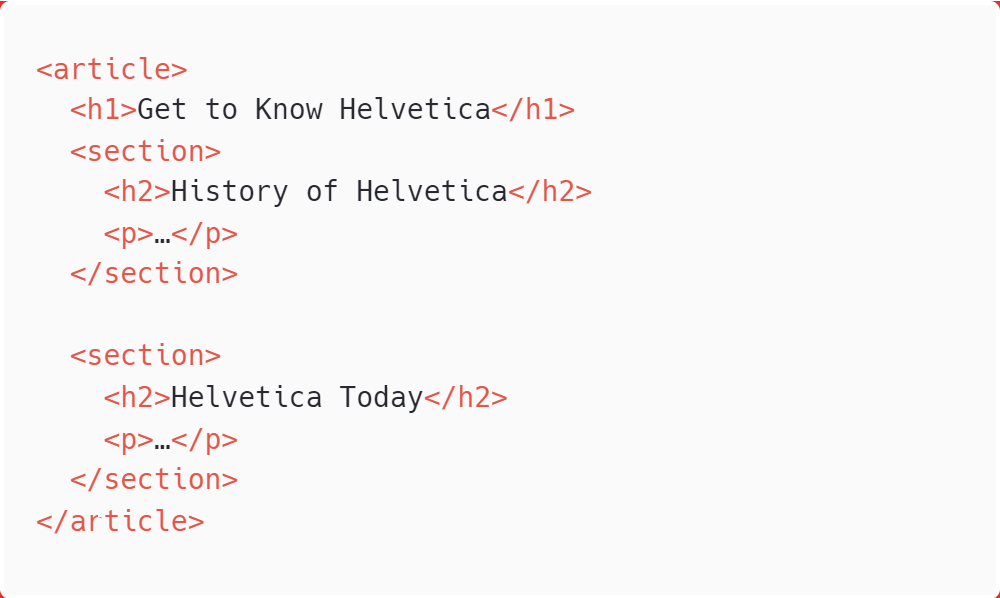 <article>
  <h1>Get to Know Helvetica</h1>
  <section>
    <h2>History of Helvetica</h2>
    <p>…</p>
  </section>

  <section>
    <h2>Helvetica Today</h2>
    <p>…</p>
  </section>
</article>